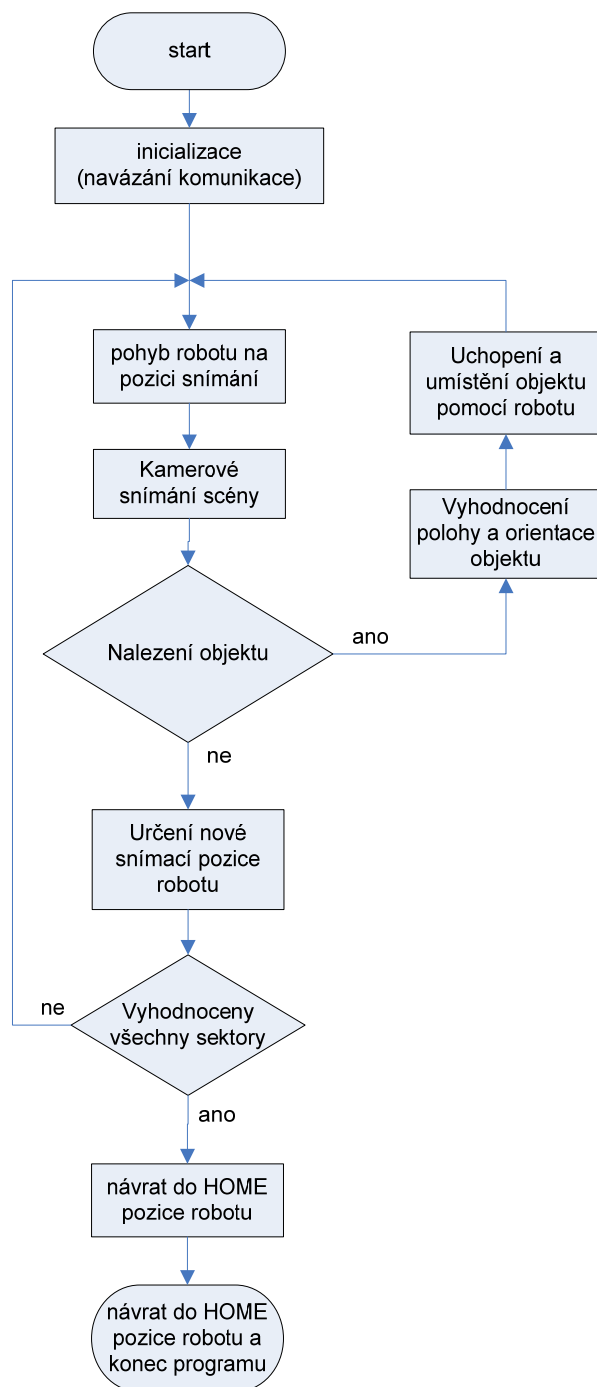 start
inicializace
(navázání komunikace)
pohyb robotu na
pozici snímání
Uchopení a
umístění objektu
pomocí robotu
Kamerové
snímání scény
Vyhodnocení
polohy a orientace
objektu
Nalezení objektu
ano
ne
Určení nové
snímací pozice
robotu
ne
Vyhodnoceny
všechny sektory
ano
návrat do HOME
pozice robotu
návrat do HOME
pozice robotu a
konec programu